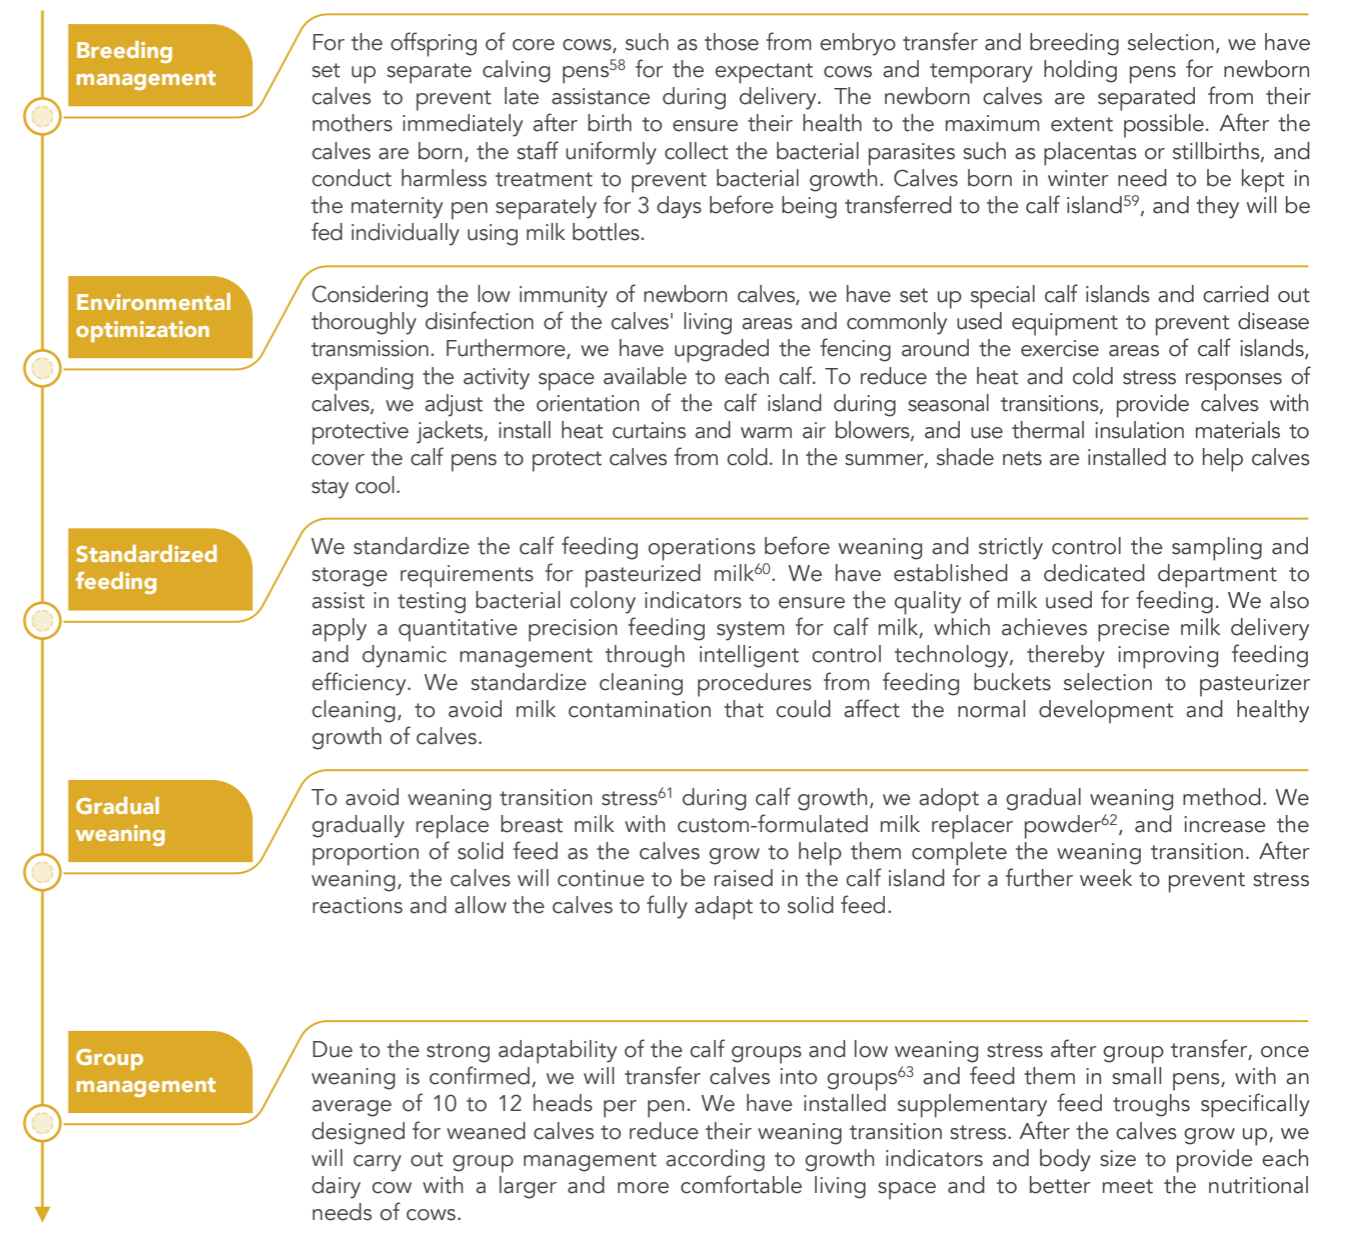 Breeding
management
For the offspring of core cows, such as those from embryo transfer and breeding selection, we have
set up separate calving pens58 for the expectant cows and temporary holding pens for newborn
calves to prevent late assistance during delivery. The newborn calves are separated from their
mothers immediately after birth to ensure their health to the maximum extent possible. After the
calves are born, the staff uniformly collect the bacterial parasites such as placentas or stillbirths, and
conduct harmless treatment to prevent bacterial growth. Calves born in winter need to be kept in
the maternity pen separately for 3 days before being transferred to the calf island59, and they will be
fed individually using milk bottles.
Environmental
optimization
Considering the low immunity of newborn calves, we have set up special calf islands and carried out
thoroughly disinfection of the calves' living areas and commonly used equipment to prevent disease
transmission. Furthermore, we have upgraded the fencing around the exercise areas of calf islands,
expanding the activity space available to each calf. To reduce the heat and cold stress responses of
calves, we adjust the orientation of the calf island during seasonal transitions, provide calves with
protective jackets, install heat curtains and warm air blowers, and use thermal insulation materials to
cover the calf pens to protect calves from cold. In the summer, shade nets are installed to help calves
stay cool.
Standardized
feeding
We standardize the calf feeding operations before weaning and strictly control the sampling and
storage requirements for pasteurized milk60. We have established a dedicated department to
assist in testing bacterial colony indicators to ensure the quality of milk used for feeding. We also
apply a quantitative precision feeding system for calf milk, which achieves precise milk delivery
and dynamic management through intelligent control technology, thereby improving feeding
efficiency. We standardize cleaning procedures from feeding buckets selection to pasteurizer
cleaning, to avoid milk contamination that could affect the normal development and healthy
growth of calves.
Gradual
weaning
To avoid weaning transition stress61 during calf growth, we adopt a gradual weaning method. We
gradually replace breast milk with custom-formulated milk replacer powder62, and increase the
proportion of solid feed as the calves grow to help them complete the weaning transition. After
weaning, the calves will continue to be raised in the calf island for a further week to prevent stress
reactions and allow the calves to fully adapt to solid feed.
Group
management
Due to the strong adaptability of the calf groups and low weaning stress after group transfer, once
weaning is confirmed, we will transfer calves into groups63 and feed them in small pens, with an
average of 10 to 12 heads per pen. We have installed supplementary feed troughs specifically
designed for weaned calves to reduce their weaning transition stress. After the calves grow up, we
will carry out group management according to growth indicators and body size to provide each
dairy cow with a larger and more comfortable living space and to better meet the nutritional
needs of cows.